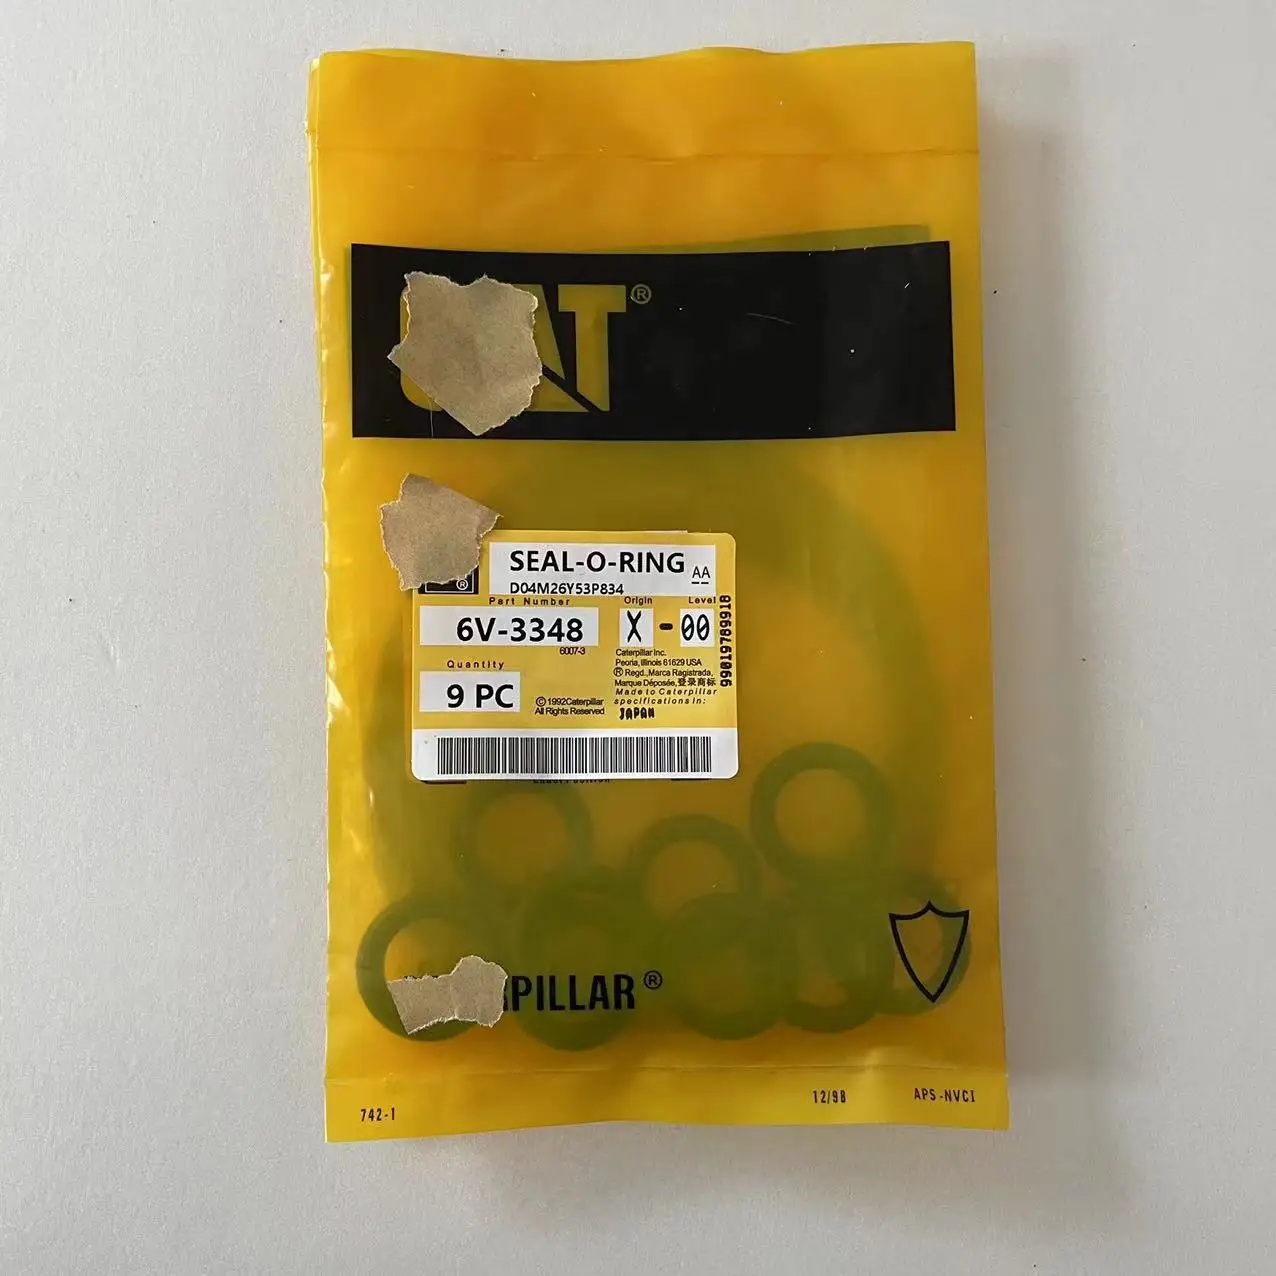 AT®
SEAL-O-RING AA
D04M26Y53P834
Part Number Origin Level
6V-3348 X-00
6007-3
99019789918
Quantity
9 PC
Caterpillar Inc.
Peoria, Illinois 61629 USA
® Regd., Marca Registrada,
Marque Déposée, 登录商标
Made to Caterpillar
specifications in:
JAPAN
© 1992Caterpillar
All Rights Reserved
PILLAR®
742-1 12/98 APS-NVCI